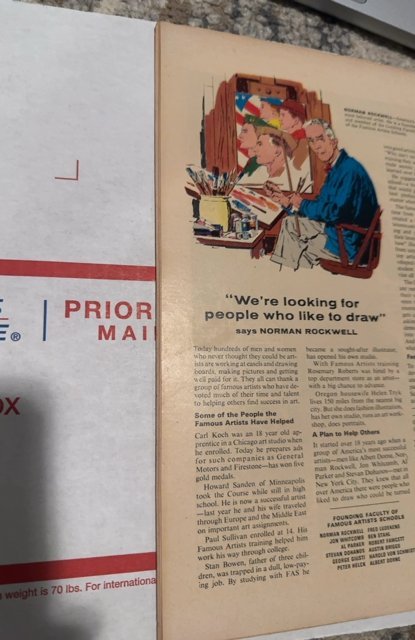 E®
PRIOR
MAI
OX
weight is 70 lbs. For internationa
NORMAN ROCKWELL
of the Famous Artists Schools
"We're looking for
people who like to draw"
says NORMAN ROCKWELL
Today hundreds of men and women
who never thought they could be art-
ists are working at easels and drawing
boards, making pictures and getting
well paid for it. They all can thank a
group of famous artists who have de-
voted much of their time and talent
to helping others find success in art.
Some of the People the
Famous Artists Have Helped
Carl Koch was an 18 year old ap-
prentice in a Chicago art studio when
he enrolled. Today he prepares ads
for such companies as General
Motors and Firestone—has won five
gold medals.
Howard Sanden of Minneapolis
took the Course while still in high
school. He is now a successful artist
—last year he and his wife traveled
through Europe and the Middle East
on important art assignments.
Paul Sullivan enrolled at 14. His
Famous Artists training helped him
work his way through college.
Stan Bowen, father of three chil-
dren, was trapped in a dull, low-pay-
ing job. By studying with FAS he
became a sought-after illustrator,
has opened his own studio.
With Famous Artists training
Rosemary Roberts was hired by a
top department store as an artist—
with a big chance to advance.
Oregon housewife Helen Tryk
lives 150 miles from the nearest big
city. But she does fashion illustration,
has her own studio, runs an art work-
shop, does portraits.
A Plan to Help Others
It started over 18 years ago when a
group of America's most successful
artists—men like Albert Dorne, Nor-
man Rockwell, Jon Whitcomb, Al
Parker and Stevan Dohanos—met in
New York City. They knew that all
over America there were people who
liked to draw who could be turned
FOUNDING FACULTY OF
FAMOUS ARTISTS SCHOOLS
NORMAN ROCKWELL FRED LUDEKENS
JON WHITCOMB BEN STAHL
AL PARKER ROBERT FAWCETT
STEVAN DOHANOS AUSTIN BRIGGS
GEORGE GIUSTI HAROLD VON SCHMIDT
PETER HELCK ALBERT DORNE